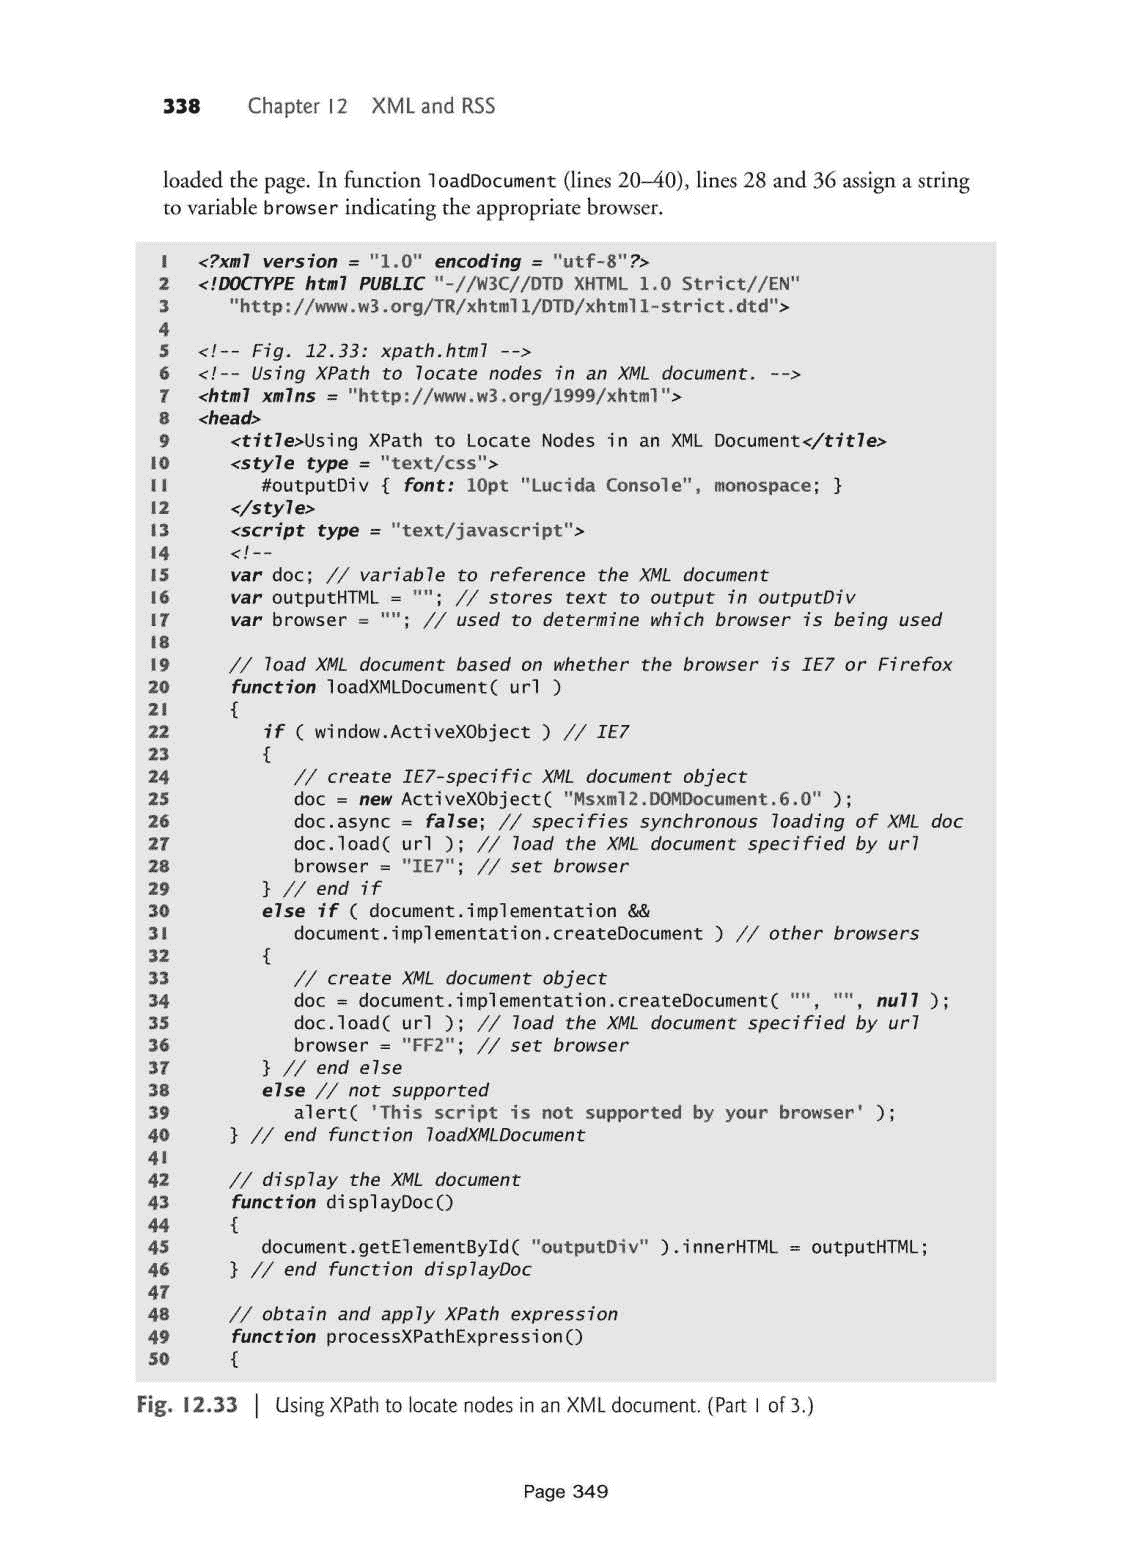 338 Chapter 12 XML and RSS
loaded the page. In function loadDocument (lines 20–40), lines 28 and 36 assign a string
to variable browser indicating the appropriate browser.
1 <?xml version = "1.0" encoding = "utf-8"?>
2 <!DOCTYPE html PUBLIC "-//W3C//DTD XHTML 1.0 Strict//EN"
3 "http://www.w3.org/TR/xhtml1/DTD/xhtml1-strict.dtd">
4
5 <!-- Fig. 12.33: xpath.html -->
6 <!-- Using XPath to locate nodes in an XML document. -->
7 <html xmlns = "http://www.w3.org/1999/xhtml">
8 <head>
9 <title>Using XPath to Locate Nodes in an XML Document</title>
10 <style type = "text/css">
11 #outputDiv { font: 10pt "Lucida Console", monospace; }
12 </style>
13 <script type = "text/javascript">
14 <!--
15 var doc; // variable to reference the XML document
16 var outputHTML = ""; // stores text to output in outputDiv
17 var browser = ""; // used to determine which browser is being used
18
19 // load XML document based on whether the browser is IE7 or Firefox
20 function loadXMLDocument( url )
21 {
22 if ( window.ActiveXObject ) // IE7
23 {
24 // create IE7-specific XML document object
25 doc = new ActiveXObject( "Msxml2.DOMDocument.6.0" );
26 doc.async = false; // specifies synchronous loading of XML doc
27 doc.load( url ); // load the XML document specified by url
28 browser = "IE7"; // set browser
29 } // end if
30 else if ( document.implementation &&
31 document.implementation.createDocument ) // other browsers
32 {
33 // create XML document object
34 doc = document.implementation.createDocument( "", "", null );
35 doc.load( url ); // load the XML document specified by url
36 browser = "FF2"; // set browser
37 } // end else
38 else // not supported
39 alert( 'This script is not supported by your browser' );
40 } // end function loadXMLDocument
41
42 // display the XML document
43 function displayDoc()
44 {
45 document.getElementById( "outputDiv" ).innerHTML = outputHTML;
46 } // end function displayDoc
47
48 // obtain and apply XPath expression
49 function processXPathExpression()
50 {
Fig. 12.33 | Using XPath to locate nodes in an XML document. (Part 1 of 3.)
Page 349